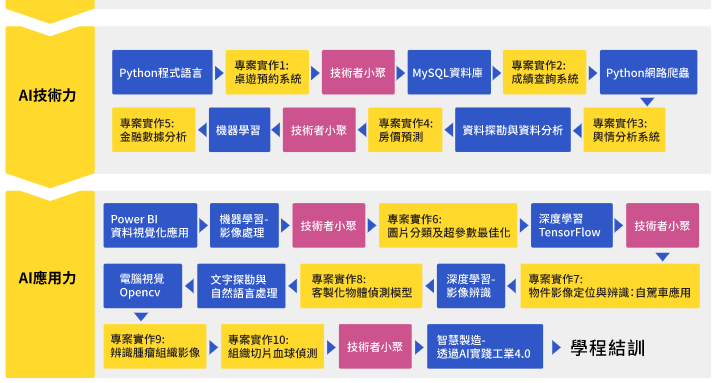 AI技術力
Python程式語言
專案實作1:
桌遊預約系統
技術者小聚
MySQL資料庫
專案實作2:
成績查詢系統
Python網路爬蟲
專案實作3:
輿情分析系統
資料探勘與資料分析
專案實作4:
房價預測
技術者小聚
機器學習
專案實作5:
金融數據分析
AI應用力
Power BI
資料視覺化應用
機器學習-
影像處理
技術者小聚
專案實作6:
圖片分類及超參數最佳化
深度學習
TensorFlow
技術者小聚
專案實作7:
物件影像定位與辨識:自駕車應用
深度學習-
影像辨識
專案實作8:
客製化物體偵測模型
文字探勘與
自然語言處理
電腦視覺
Opencv
專案實作9:
辨識腫瘤組織影像
專案實作10:
組織切片血球偵測
技術者小聚
智慧製造-
透過AI實踐工業4.0
學程結訓